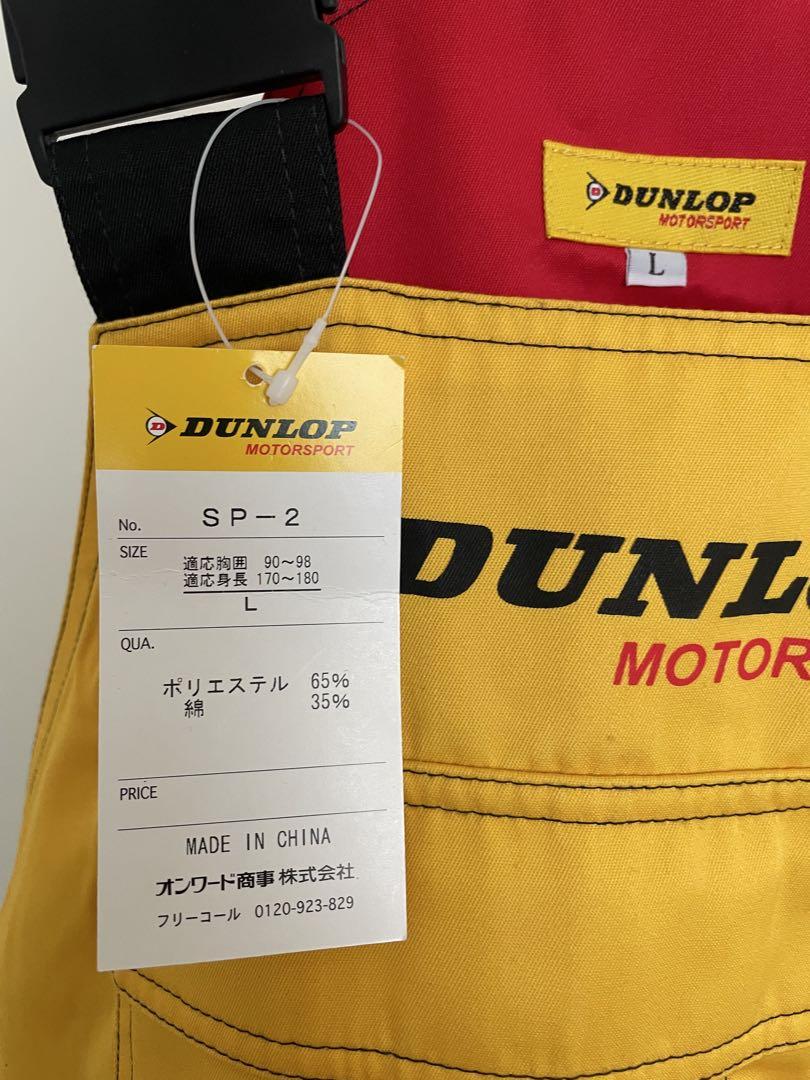 DUNLOP
MOTORSPORT
L
DUNLOP
MOTORSPORT
No. SP-2
SIZE
適応胸囲 90～98
適応身長 170～180
L
QUA.
ポリエステル 65%
綿 35%
PRICE
MADE IN CHINA
オンワード商事株式会社
フリーコール 0120-923-829
DUNL
MOTOR